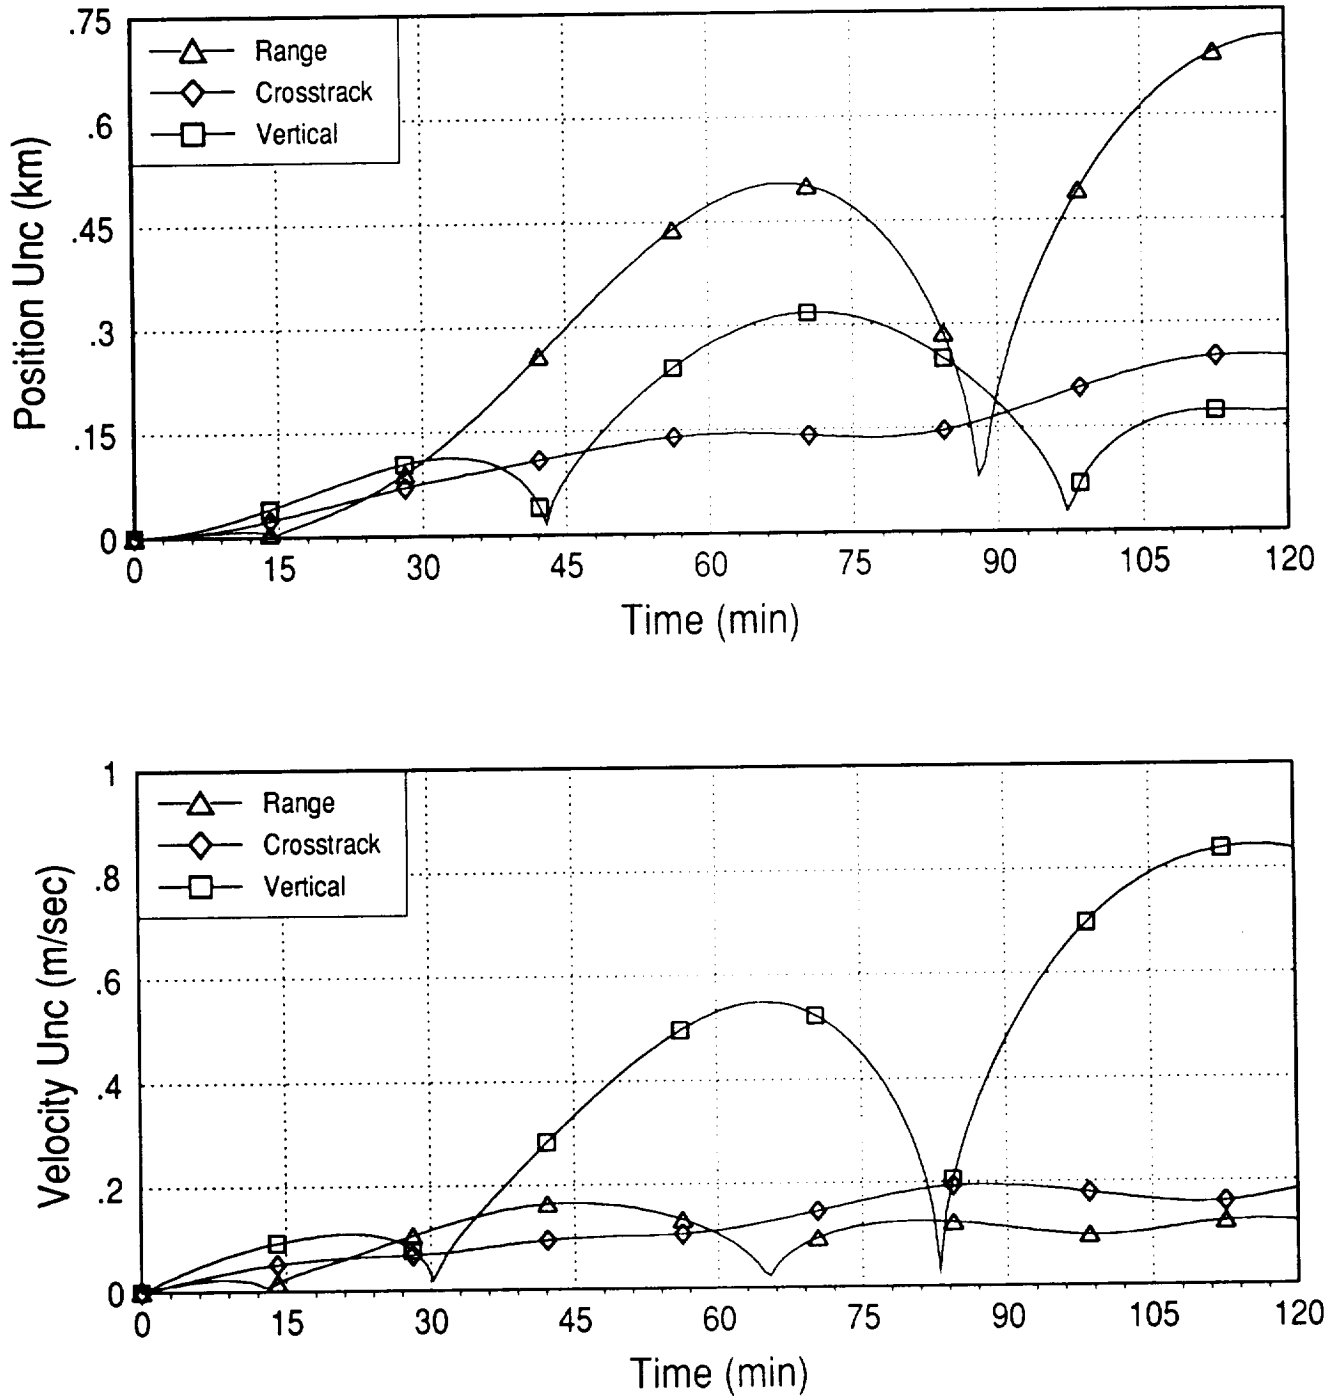 .75
Range
Crosstrack
Vertical
.6
.45
.3
.15
0
Position Unc (km)
0 15 30 45 60 75 90 105 120
Time (min)
1
Range
Crosstrack
Vertical
.8
.6
.4
.2
0
Velocity Unc (m/sec)
0 15 30 45 60 75 90 105 120
Time (min)